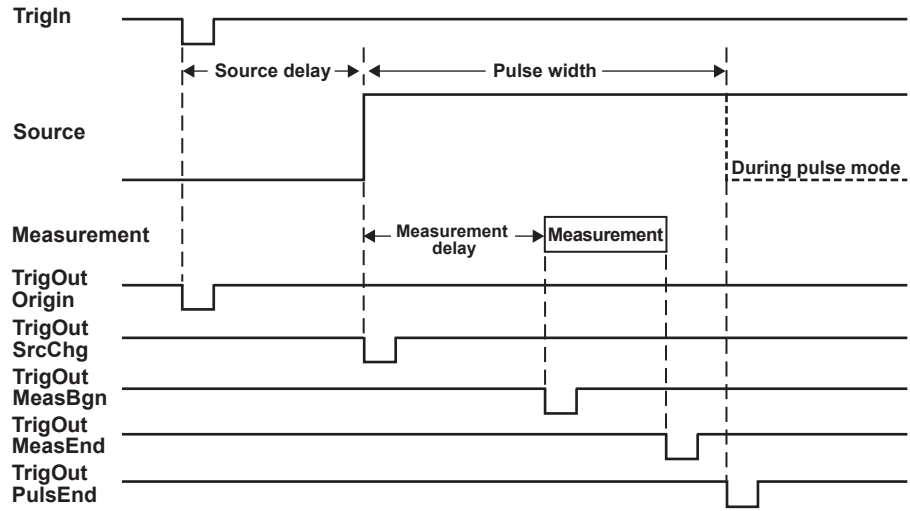 TrigIn
Source delay
Pulse width
Source
During pulse mode
Measurement
Measurement
delay
Measurement
TrigOut
Origin
TrigOut
SrcChg
TrigOut
MeasBgn
TrigOut
MeasEnd
TrigOut
PulsEnd